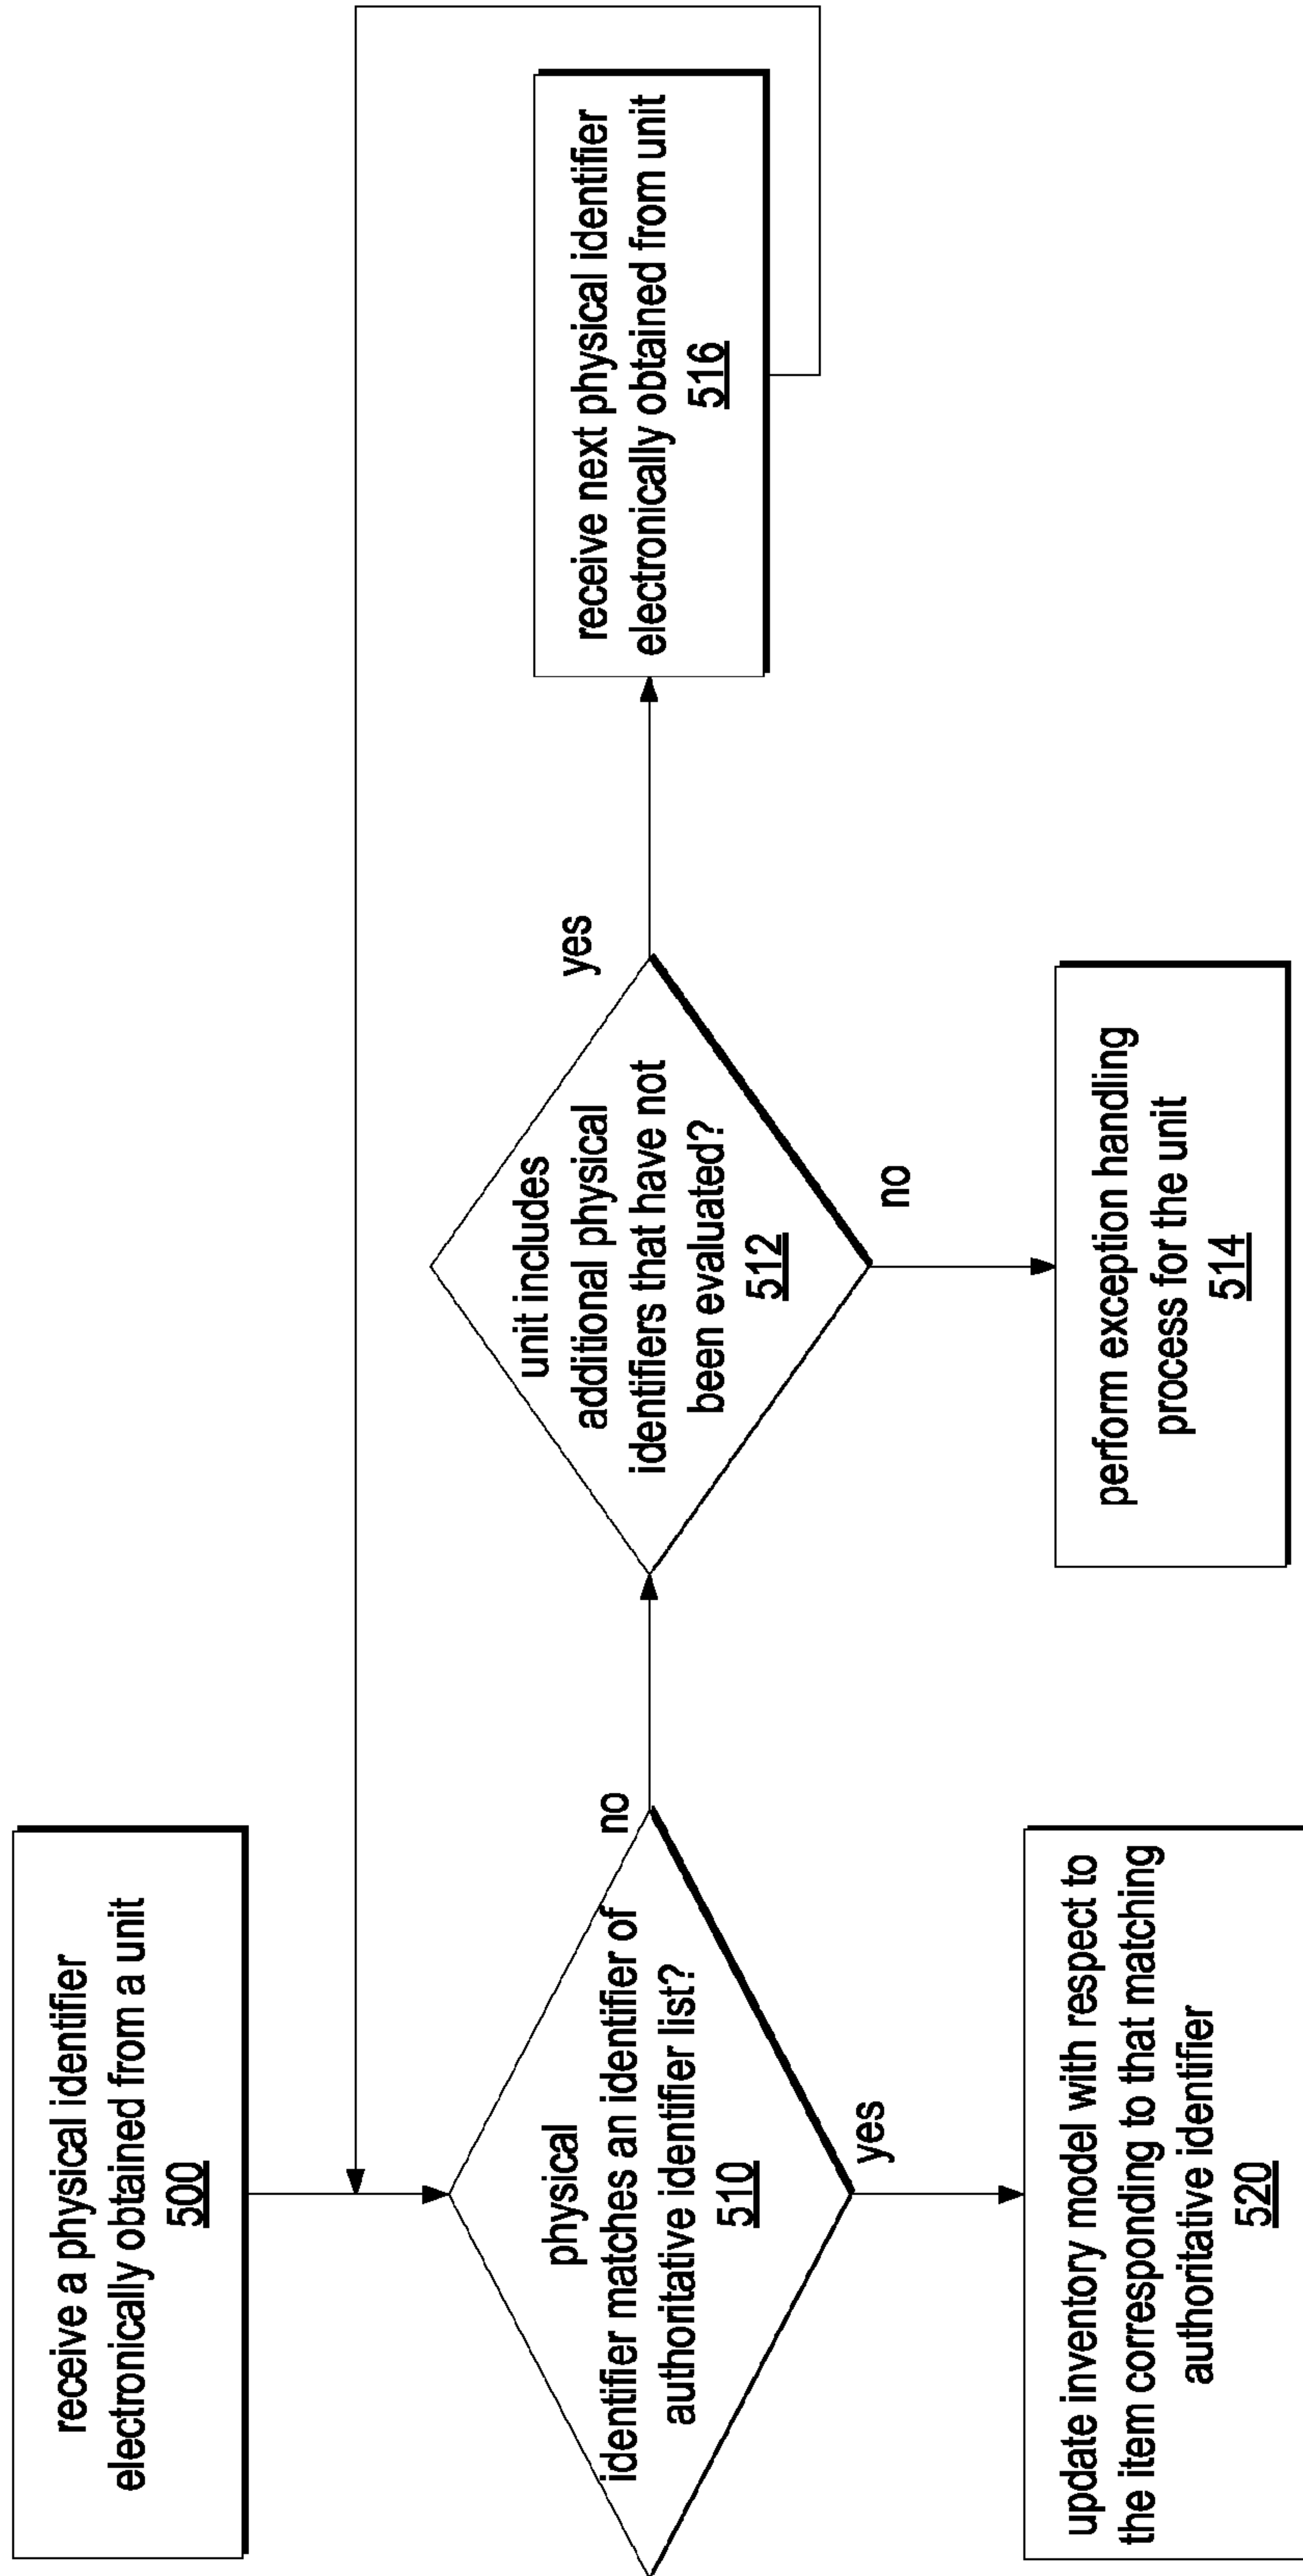 receive a physical identifier
electronically obtained from a unit
500
physical
identifier matches an identifier of
authoritative identifier list?
510
no
yes
unit includes
additional physical
identifiers that have not
been evaluated?
512
yes
no
receive next physical identifier
electronically obtained from unit
516
update inventory model with respect to
the item corresponding to that matching
authoritative identifier
520
perform exception handling
process for the unit
514